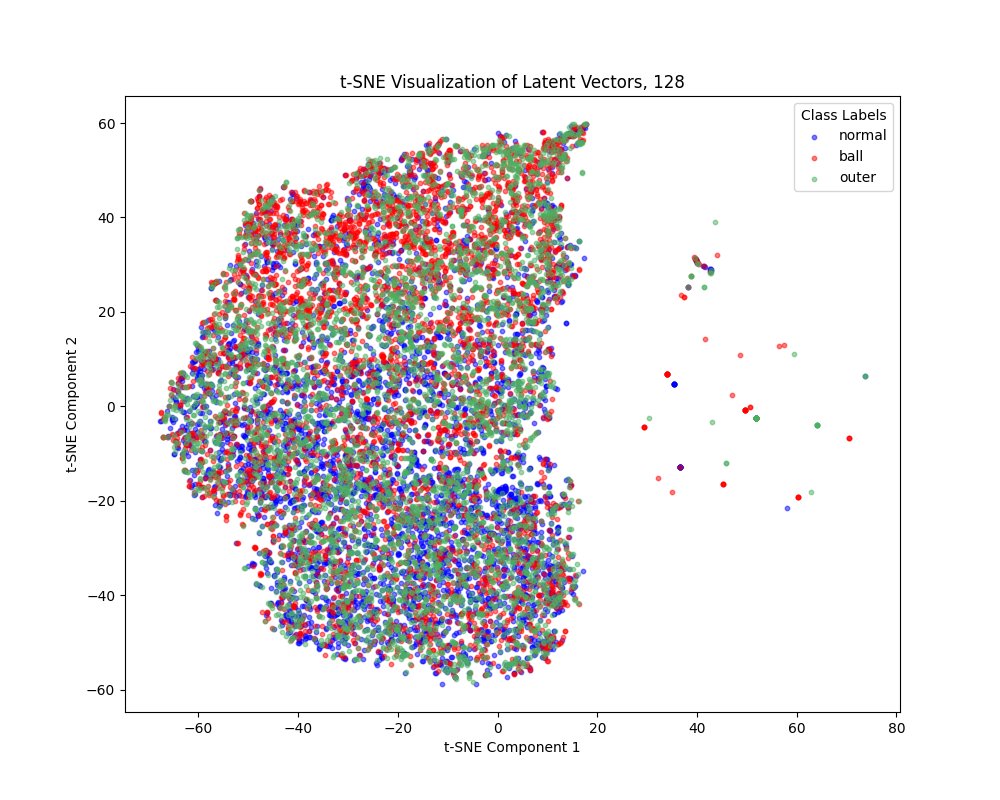 t-SNE Visualization of Latent Vectors, 128
Class Labels
normal
ball
outer
60
40
20
0
−20
−40
−60
t-SNE Component 2
−60 −40 −20 0 20 40 60 80
t-SNE Component 1